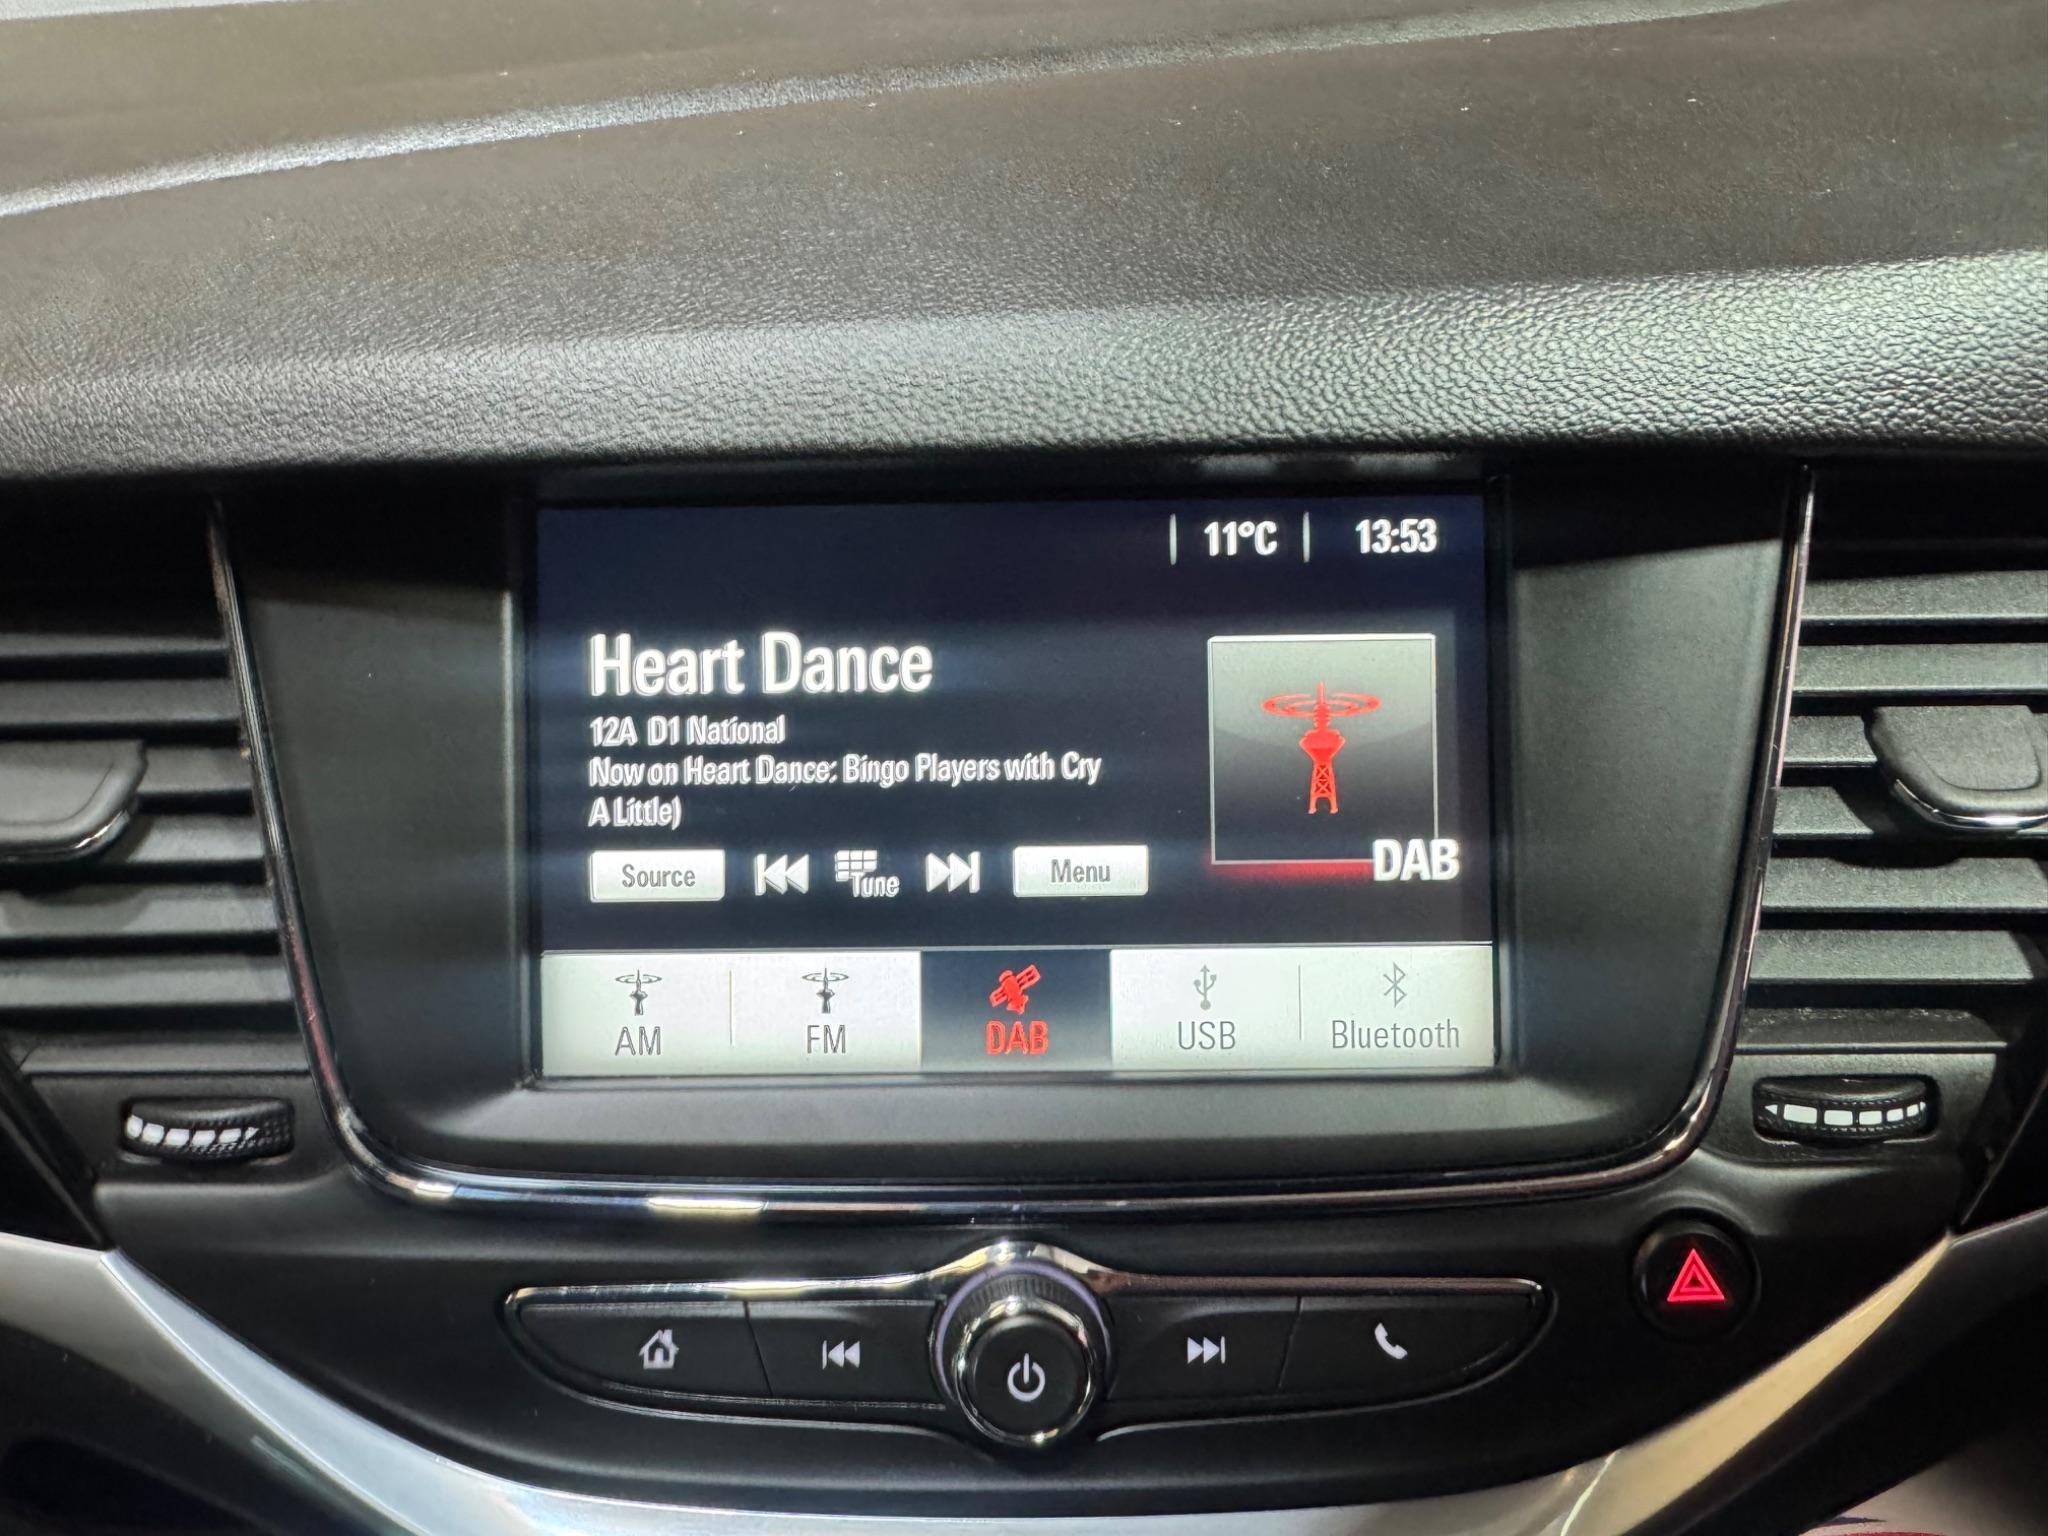 11°C 13:53
Heart Dance
12A D1 National
Now on Heart Dance: Bingo Players with Cry
A Little)
Source Tune Menu
DAB
AM FM DAB USB Bluetooth